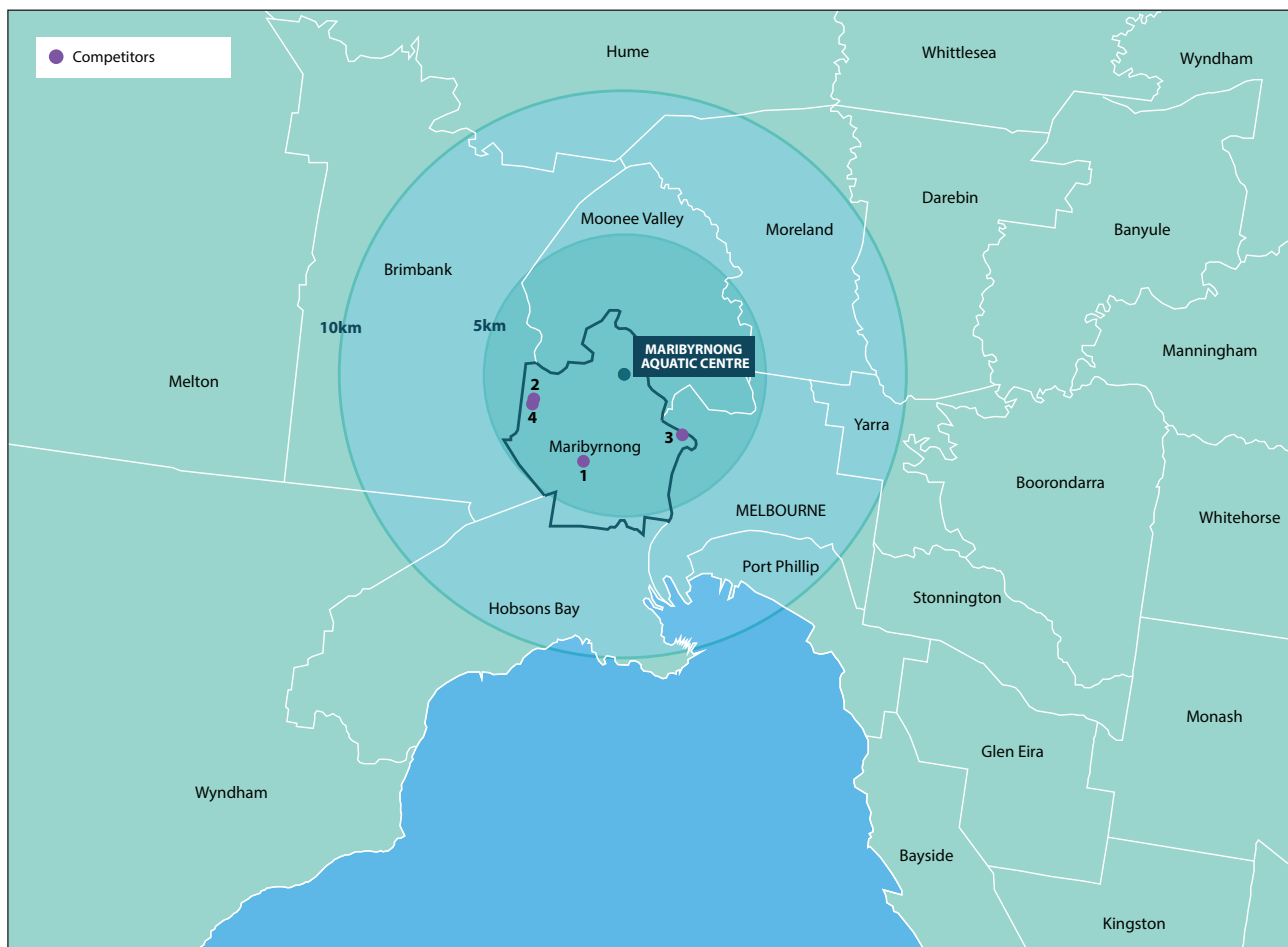 Competitors
Hume
Whittlesea
Wyndham
Darebin
Banyule
Moonee Valley
Moreland
Brimbank
10km
5km
MARIBYRNONG
AQUATIC CENTRE
Manningham
Melton
2
4
Yarra
3
Maribyrnong
1
Boorondarra
Whitehorse
MELBOURNE
Port Phillip
Hobsons Bay
Stonnington
Monash
Glen Eira
Wyndham
Bayside
Kingston